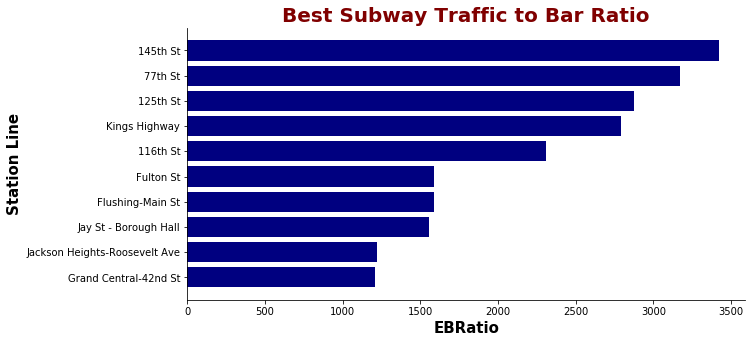 Best Subway Traffic to Bar Ratio
Station Line
145th St
77th St
125th St
Kings Highway
116th St
Fulton St
Flushing-Main St
Jay St - Borough Hall
Jackson Heights-Roosevelt Ave
Grand Central-42nd St
0 500 1000 1500 2000 2500 3000 3500
EBRatio